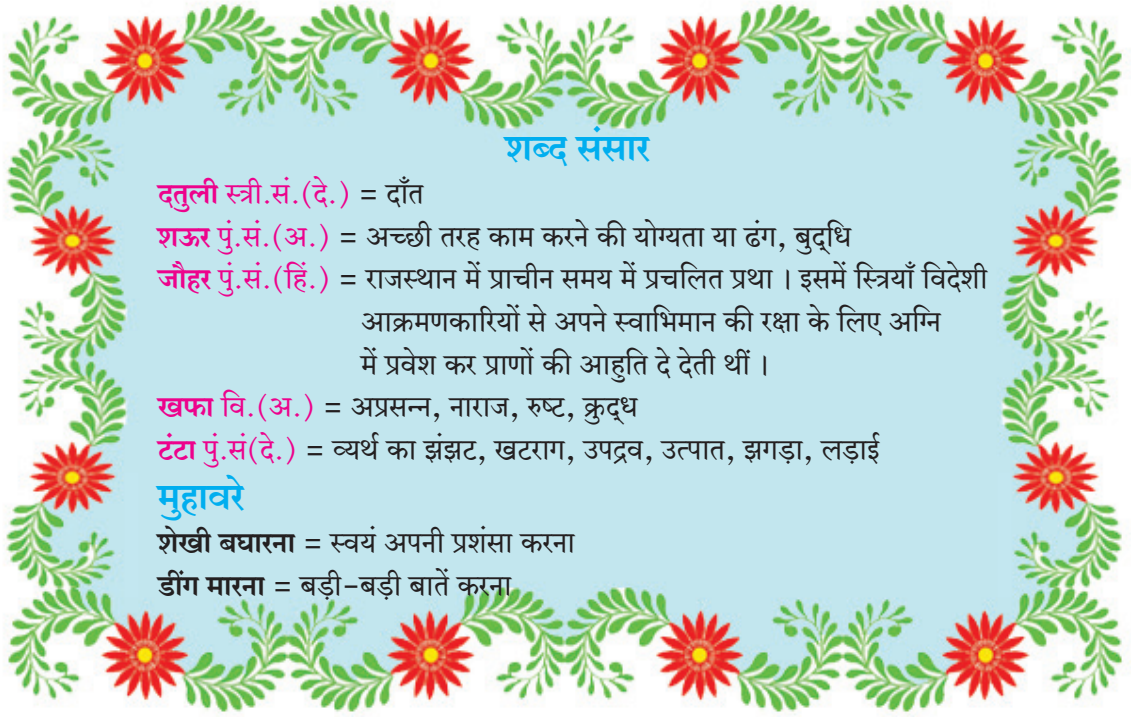 शब्द संसार
दतुली स्त्री.सं.(दे.) = दाँत
शऊर पुं.सं.(अ.) = अच्छी तरह काम करने की योग्यता या ढंग, बुद्‌धि
जौहर पुं.सं.(हिं.) = राजस्थान में प्राचीन समय में प्रचलित प्रथा । इसमें स्त्रियाँ विदेशी
आक्रमणकारियों से अपने स्वाभिमान की रक्षा के लिए अग्नि
में प्रवेश कर प्राणों की आहुति दे देती थीं ।
खफा वि.(अ.) = अप्रसन्न, नाराज, रुष्ट, क्रुद्‌ध
टंटा पुं.सं(दे.) = व्यर्थ का झंझट, खटराग, उपद्रव, उत्पात, झगड़ा, लड़ाई
मुहावरे
शेखी बघारना = स्वयं अपनी प्रशंसा करना
डींग मारना = बड़ी-बड़ी बातें करना